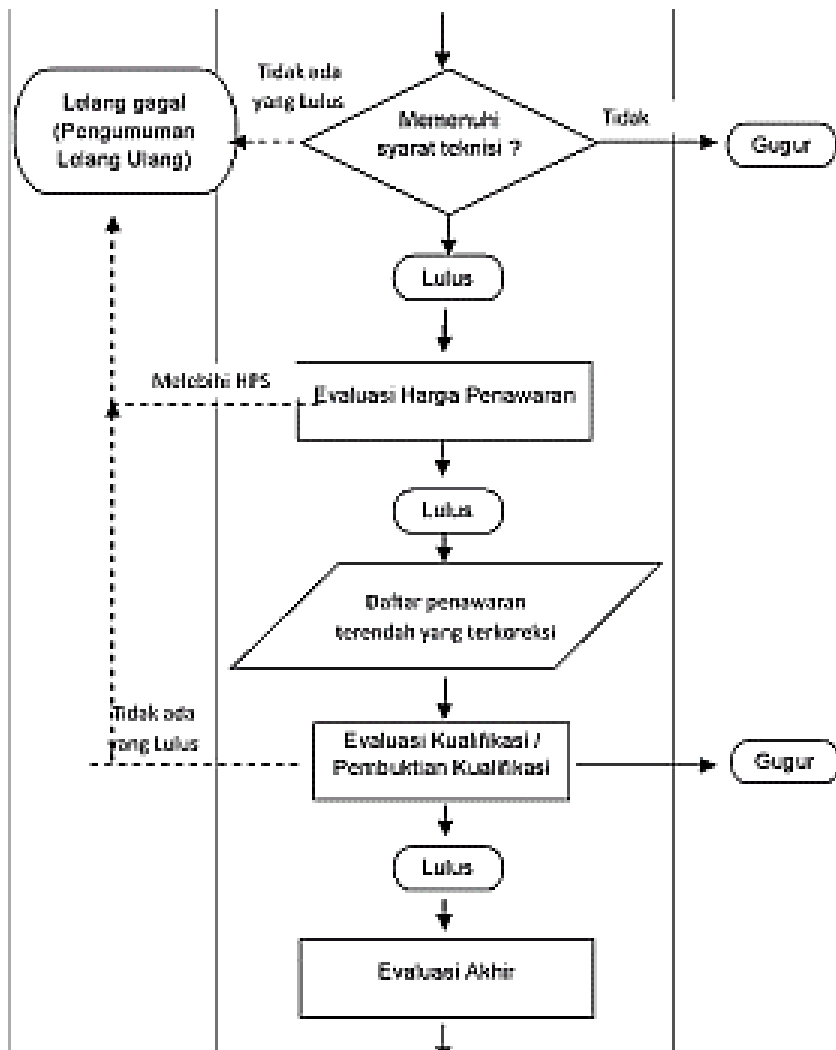 Tidak ada
yang Lulus
Lelang gagal
(Pengumuman
Lelang Ulang)
Memenuhi
syarat teknisi ?
Tidak
Gugur
Lulus
Melebihi HPS
Evaluasi Harga Penawaran
Lulus
Daftar penawaran
terendah yang terkoreksi
Tidak ada
yang Lulus
Evaluasi Kualifikasi /
Pembuktian Kualifikasi
Gugur
Lulus
Evaluasi Akhir